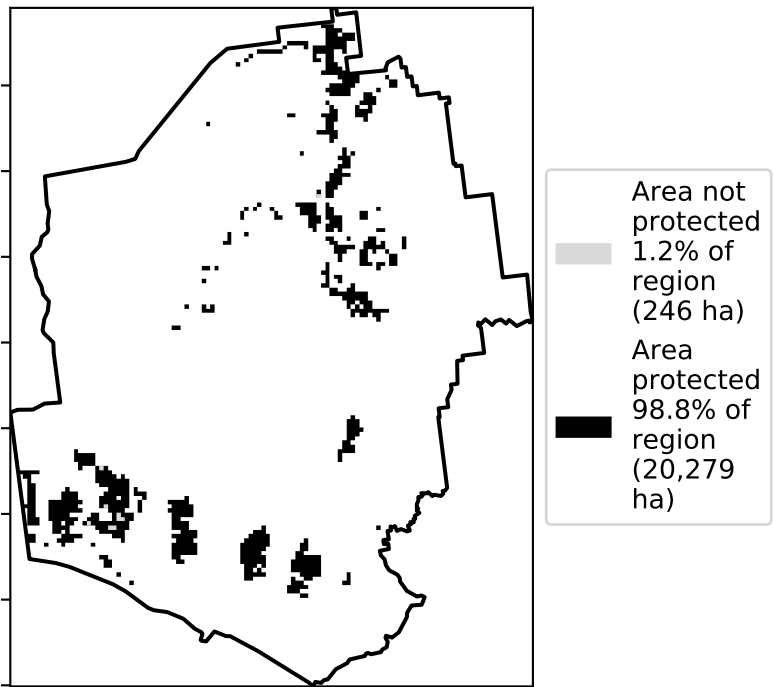 Area not
protected
1.2% of
region
(246 ha)
Area
protected
98.8% of
region
(20,279
ha)